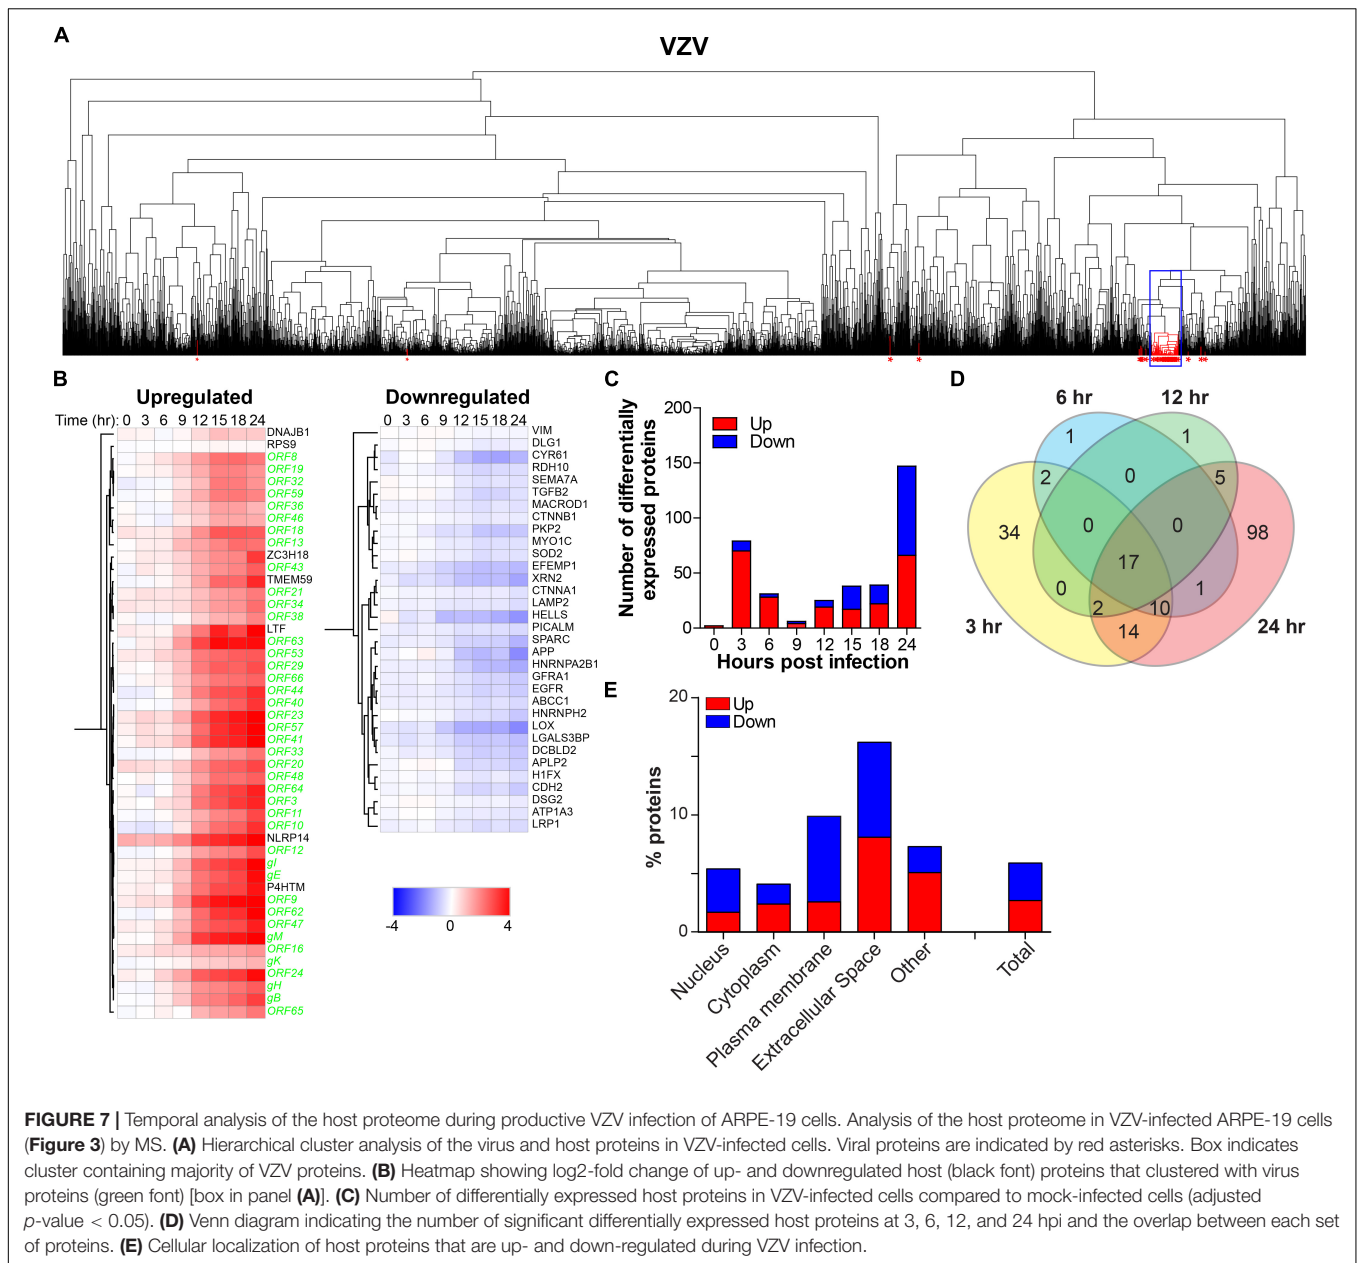 A
VZV
B
Upregulated
Time (hr): 0 3 6 9 12 15 18 24
DNAJB1
RPS9
ORF8
ORF19
ORF32
ORF59
ORF36
ORF46
ORF18
ORF13
ZC3H18
ORF43
TMEM59
ORF21
ORF34
ORF38
LTF
ORF63
ORF53
ORF29
ORF66
ORF44
ORF40
ORF23
ORF57
ORF41
ORF33
ORF20
ORF48
ORF64
ORF3
ORF11
ORF10
NLRP14
ORF12
gI
gE
P4HTM
ORF9
ORF62
ORF47
gM
ORF16
gK
ORF24
gH
gB
ORF65
Downregulated
0 3 6 9 12 15 18 24
VIM
DLG1
CYR61
RDH10
SEMA7A
TGFB2
MACROD1
CTNNB1
PKP2
MYO1C
SOD2
EFEMP1
XRN2
CTNNA1
LAMP2
HELLS
PICALM
SPARC
APP
HNRNPA2B1
GFRA1
EGFR
ABCC1
HNRNPH2
LOX
LGALS3BP
DCBLD2
APLP2
H1FX
CDH2
DSG2
ATP1A3
LRP1
-4 0 4
C
Number of differentially
expressed proteins
200
150
100
50
0
Up
Down
0 3 6 9 12 15 18 24
Hours post infection
D
6 hr 12 hr
1 1
2 0 5
34 0 0 98
17
0 2 10 1
14
3 hr 24 hr
E
% proteins
20
10
0
Up
Down
Nucleus
Cytoplasm
Plasma membrane
Extracellular Space
Other
Total
FIGURE 7 | Temporal analysis of the host proteome during productive VZV infection of ARPE-19 cells. Analysis of the host proteome in VZV-infected ARPE-19 cells
(Figure 3) by MS. (A) Hierarchical cluster analysis of the virus and host proteins in VZV-infected cells. Viral proteins are indicated by red asterisks. Box indicates
cluster containing majority of VZV proteins. (B) Heatmap showing log2-fold change of up- and downregulated host (black font) proteins that clustered with virus
proteins (green font) [box in panel (A)]. (C) Number of differentially expressed host proteins in VZV-infected cells compared to mock-infected cells (adjusted
p-value < 0.05). (D) Venn diagram indicating the number of significant differentially expressed host proteins at 3, 6, 12, and 24 hpi and the overlap between each set
of proteins. (E) Cellular localization of host proteins that are up- and down-regulated during VZV infection.